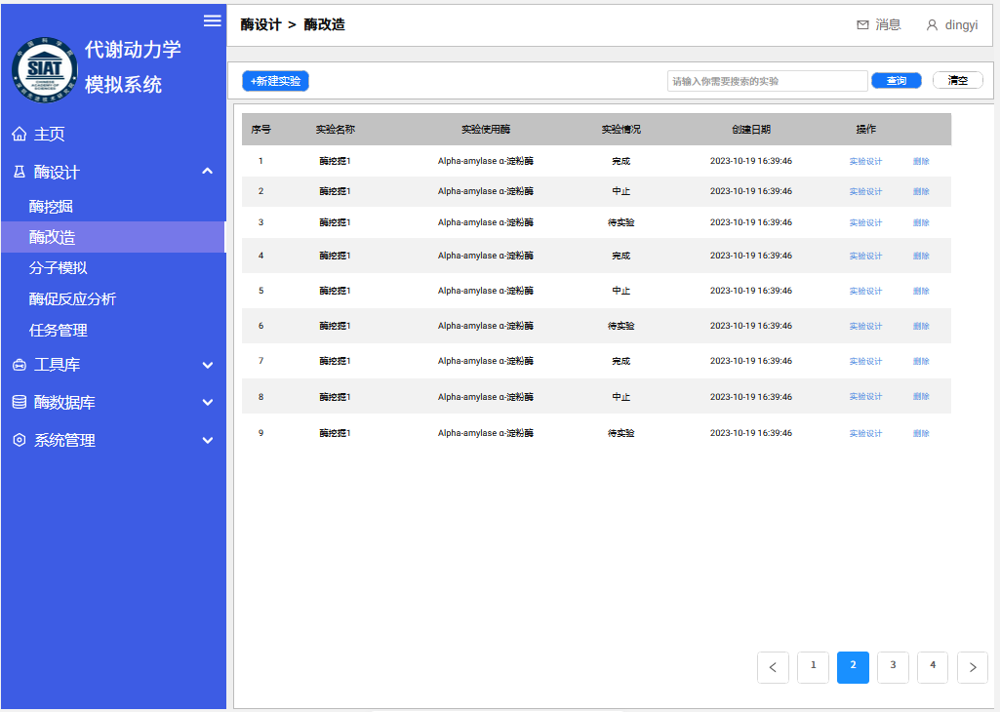 代谢动力学
模拟系统
SIAT
主页
酶设计
酶挖掘
酶改造
分子模拟
酶促反应分析
任务管理
工具库
酶数据库
系统管理
酶设计 > 酶改造
消息 dingyi
+新建实验 请输入你需要搜索的实验 查询 清空
序号 实验名称 实验使用酶 实验情况 创建日期 操作
1 酶挖掘1 Alpha-amylase α-淀粉酶 完成 2023-10-19 16:39:46 实验设计 删除
2 酶挖掘1 Alpha-amylase α-淀粉酶 中止 2023-10-19 16:39:46 实验设计 删除
3 酶挖掘1 Alpha-amylase α-淀粉酶 待实验 2023-10-19 16:39:46 实验设计 删除
4 酶挖掘1 Alpha-amylase α-淀粉酶 完成 2023-10-19 16:39:46 实验设计 删除
5 酶挖掘1 Alpha-amylase α-淀粉酶 中止 2023-10-19 16:39:46 实验设计 删除
6 酶挖掘1 Alpha-amylase α-淀粉酶 待实验 2023-10-19 16:39:46 实验设计 删除
7 酶挖掘1 Alpha-amylase α-淀粉酶 完成 2023-10-19 16:39:46 实验设计 删除
8 酶挖掘1 Alpha-amylase α-淀粉酶 中止 2023-10-19 16:39:46 实验设计 删除
9 酶挖掘1 Alpha-amylase α-淀粉酶 待实验 2023-10-19 16:39:46 实验设计 删除
< 1 2 3 4 >